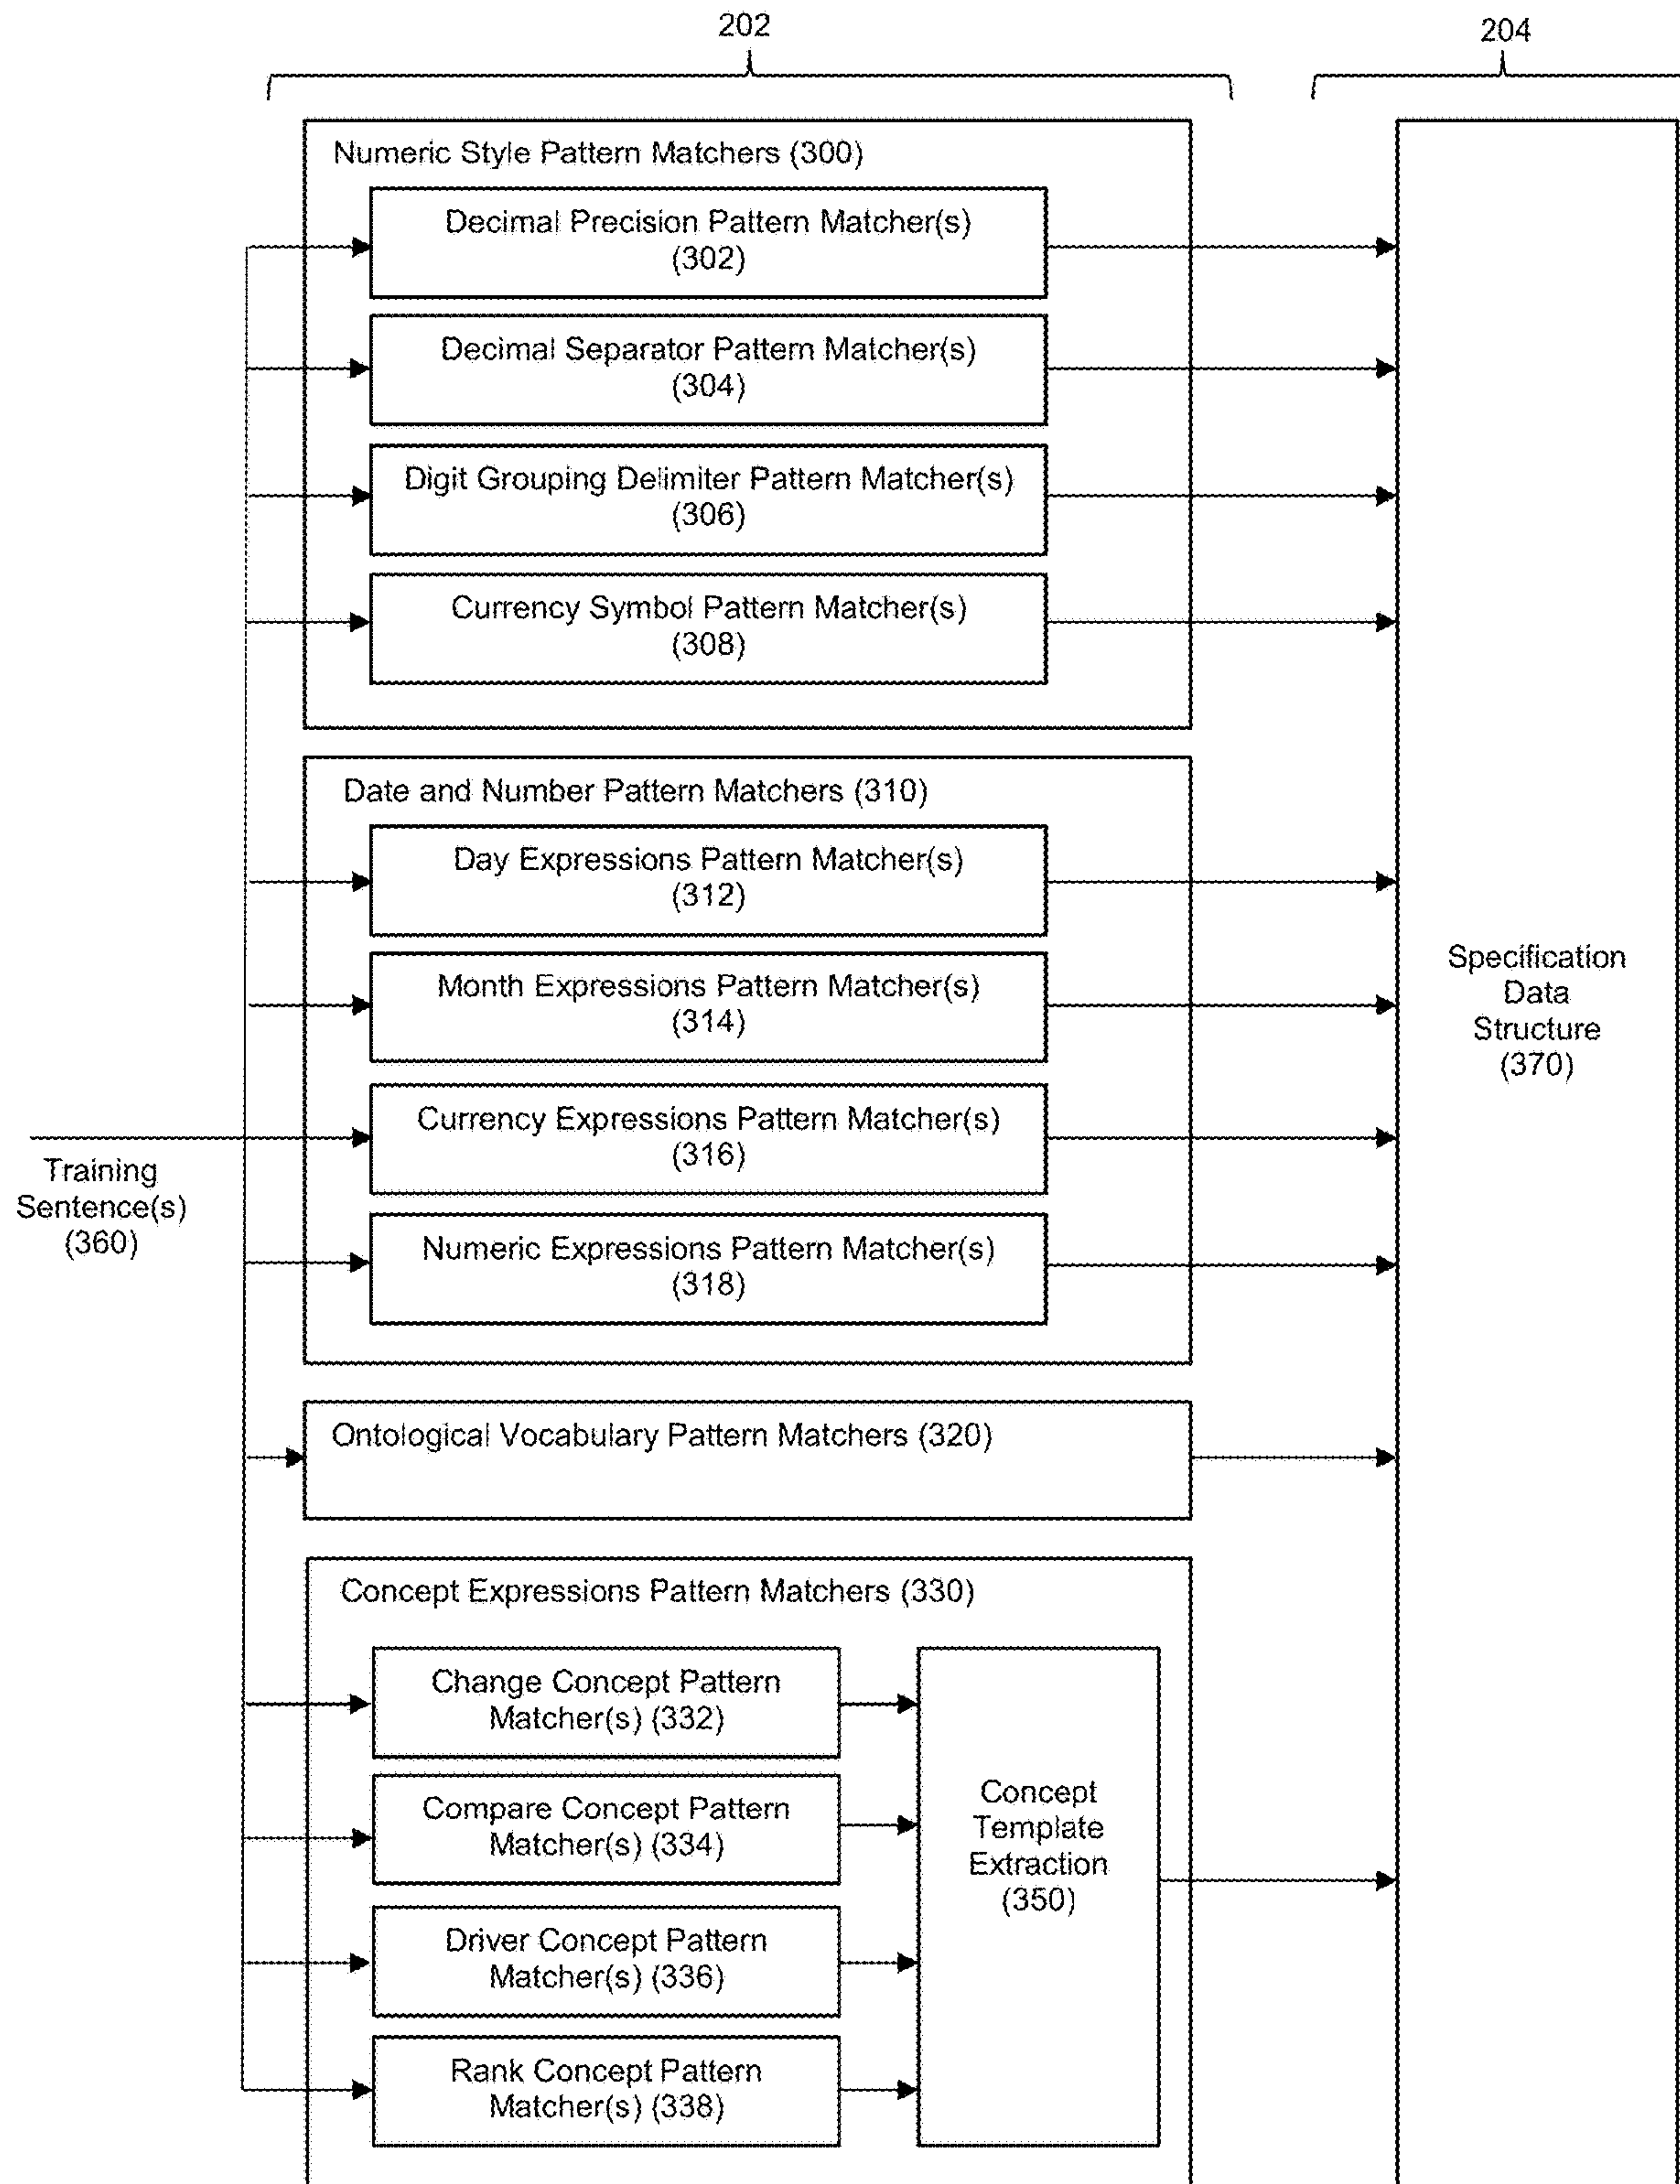 202
204
Numeric Style Pattern Matchers (300)
Decimal Precision Pattern Matcher(s)
(302)
Decimal Separator Pattern Matcher(s)
(304)
Digit Grouping Delimiter Pattern Matcher(s)
(306)
Currency Symbol Pattern Matcher(s)
(308)
Date and Number Pattern Matchers (310)
Day Expressions Pattern Matcher(s)
(312)
Month Expressions Pattern Matcher(s)
(314)
Currency Expressions Pattern Matcher(s)
(316)
Numeric Expressions Pattern Matcher(s)
(318)
Training
Sentence(s)
(360)
Specification
Data
Structure
(370)
Ontological Vocabulary Pattern Matchers (320)
Concept Expressions Pattern Matchers (330)
Change Concept Pattern
Matcher(s) (332)
Compare Concept Pattern
Matcher(s) (334)
Driver Concept Pattern
Matcher(s) (336)
Rank Concept Pattern
Matcher(s) (338)
Concept
Template
Extraction
(350)